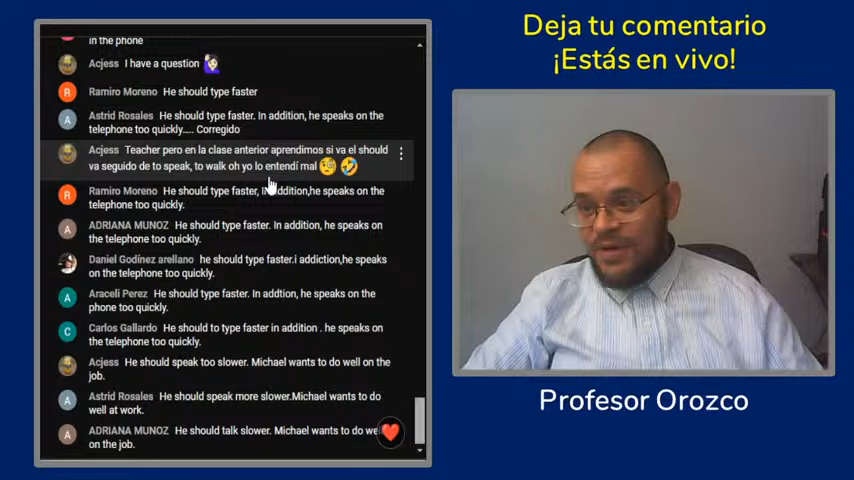 Deja tu comentario
¡Estás en vivo!
in the phone
Acjess I have a question
R Ramiro Moreno He should type faster
A Astrid Rosales He should type faster. In addition, he speaks on the
telephone too quickly..... Corregido
Acjess Teacher pero en la clase anterior aprendimos si va el should
va seguido de to speak, to walk oh yo lo entendí mal
R Ramiro Moreno He should type faster, In addition,he speaks on the
telephone too quickly.
A ADRIANA MUNOZ He should type faster. In addition, he speaks on
the telephone too quickly.
Daniel Godínez arellano he should type faster.i addiction,he speaks
on the telephone too quickly.
A Araceli Perez He should type faster. In addtion, he speaks on the
phone too quickly.
C Carlos Gallardo He should to type faster in addition . he speaks on
the telephone too quickly.
Acjess He should speak too slower. Michael wants to do well on the
job.
A Astrid Rosales He should speak more slower.Michael wants to do
well at work.
A ADRIANA MUNOZ He should talk slower. Michael wants to do
on the job.
Profesor Orozco